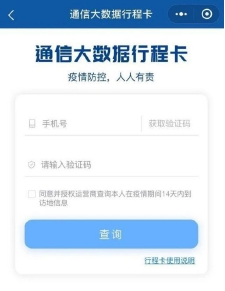 通信大数据行程卡
通信大数据行程卡
疫情防控，人人有责
手机号 获取验证码
请输入验证码
同意并授权运营商查询本人在疫情期间14天内到
访地信息
查询
行程卡使用说明